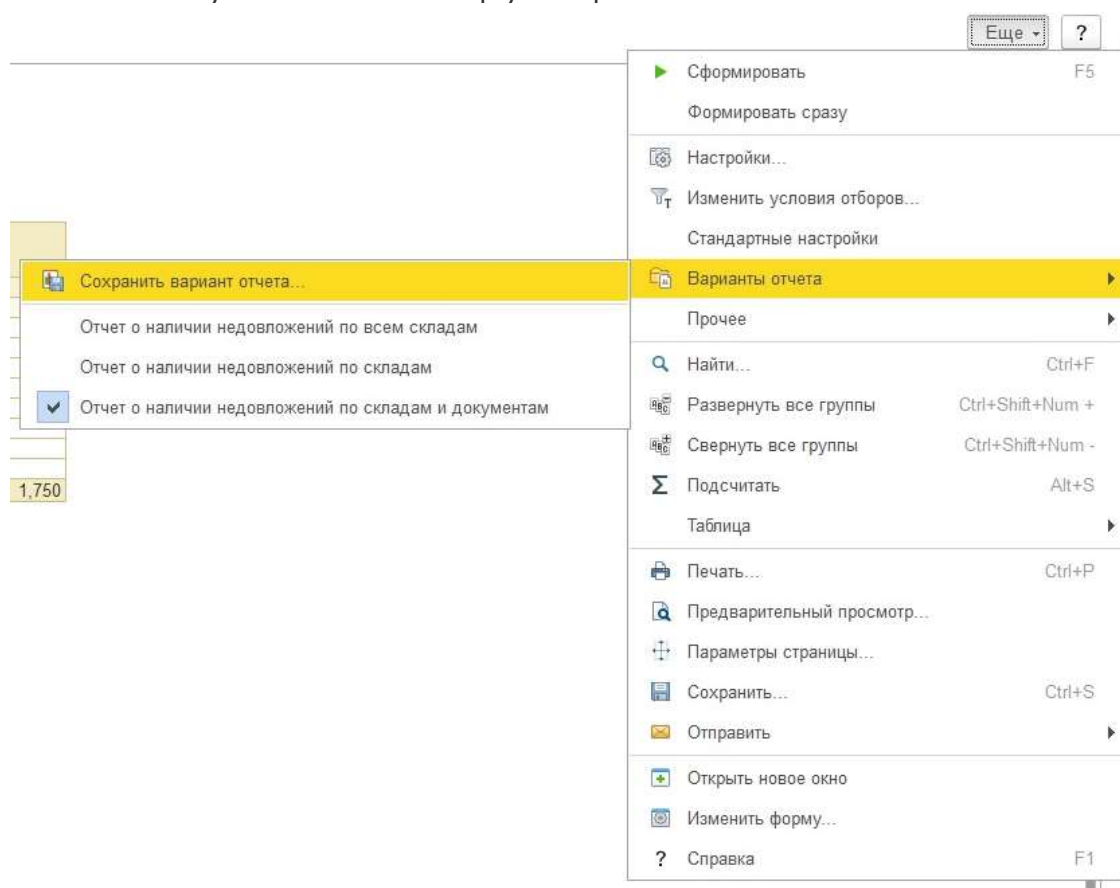 Еще ?
Сформировать F5
Формировать сразу
Настройки...
Изменить условия отборов...
Стандартные настройки
Варианты отчета
Прочее
Найти... Ctrl+F
Развернуть все группы Ctrl+Shift+Num +
Свернуть все группы Ctrl+Shift+Num -
Подсчитать Alt+S
Таблица
Печать... Ctrl+P
Предварительный просмотр...
Параметры страницы...
Сохранить... Ctrl+S
Отправить
Открыть новое окно
Изменить форму...
Справка F1
Сохранить вариант отчета...
Отчет о наличии недовложений по всем складам
Отчет о наличии недовложений по складам
Отчет о наличии недовложений по складам и документам
1,750